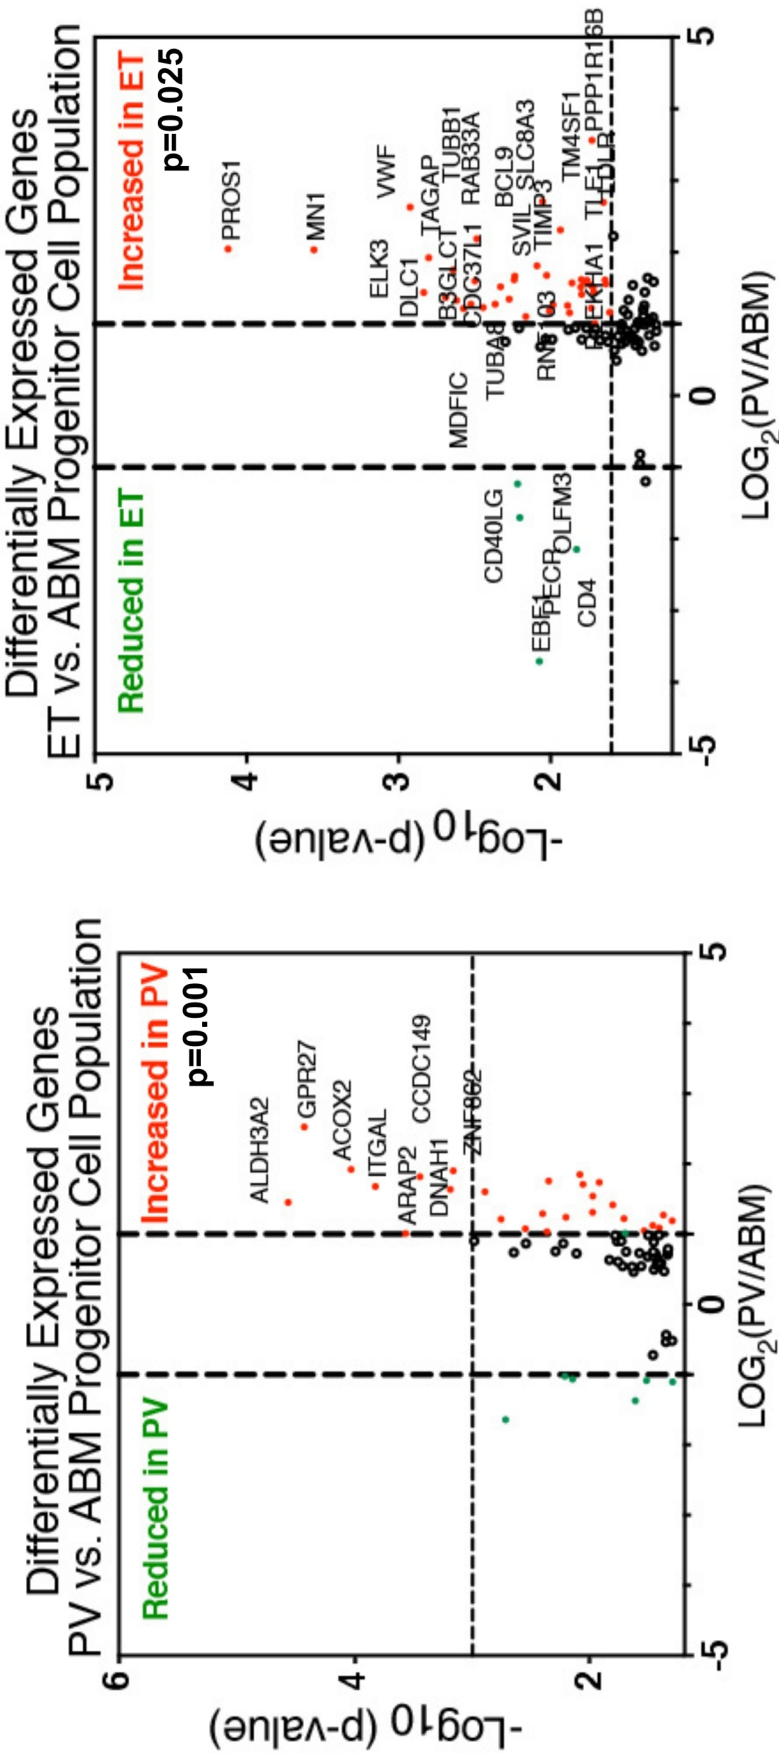 Differentially Expressed Genes
PV vs. ABM Progenitor Cell Population
Reduced in PV
Increased in PV
p=0.001
ALDH3A2
GPR27
ACOX2
ITGAL
ARAP2
CCDC149
DNAH1
ZNF862
6
4
2
-Log10 (p-value)
-5
0
5
LOG2(PV/ABM)
Differentially Expressed Genes
ET vs. ABM Progenitor Cell Population
Reduced in ET
Increased in ET
p=0.025
PROS1
MN1
VWF
ELK3
DLC1
TAGAP
TUBB1
B3GLCT
RAB33A
CDC37L1
MDFIC
BCL9
SLC8A3
SVIL
TIMP3
TUBA8
CD40LG
TM4SF1
PPP1R16B
TLE1
EBF1
PECR
OLFM3
CD4
5
4
3
2
-Log10 (p-value)
-5
0
5
LOG2(PV/ABM)